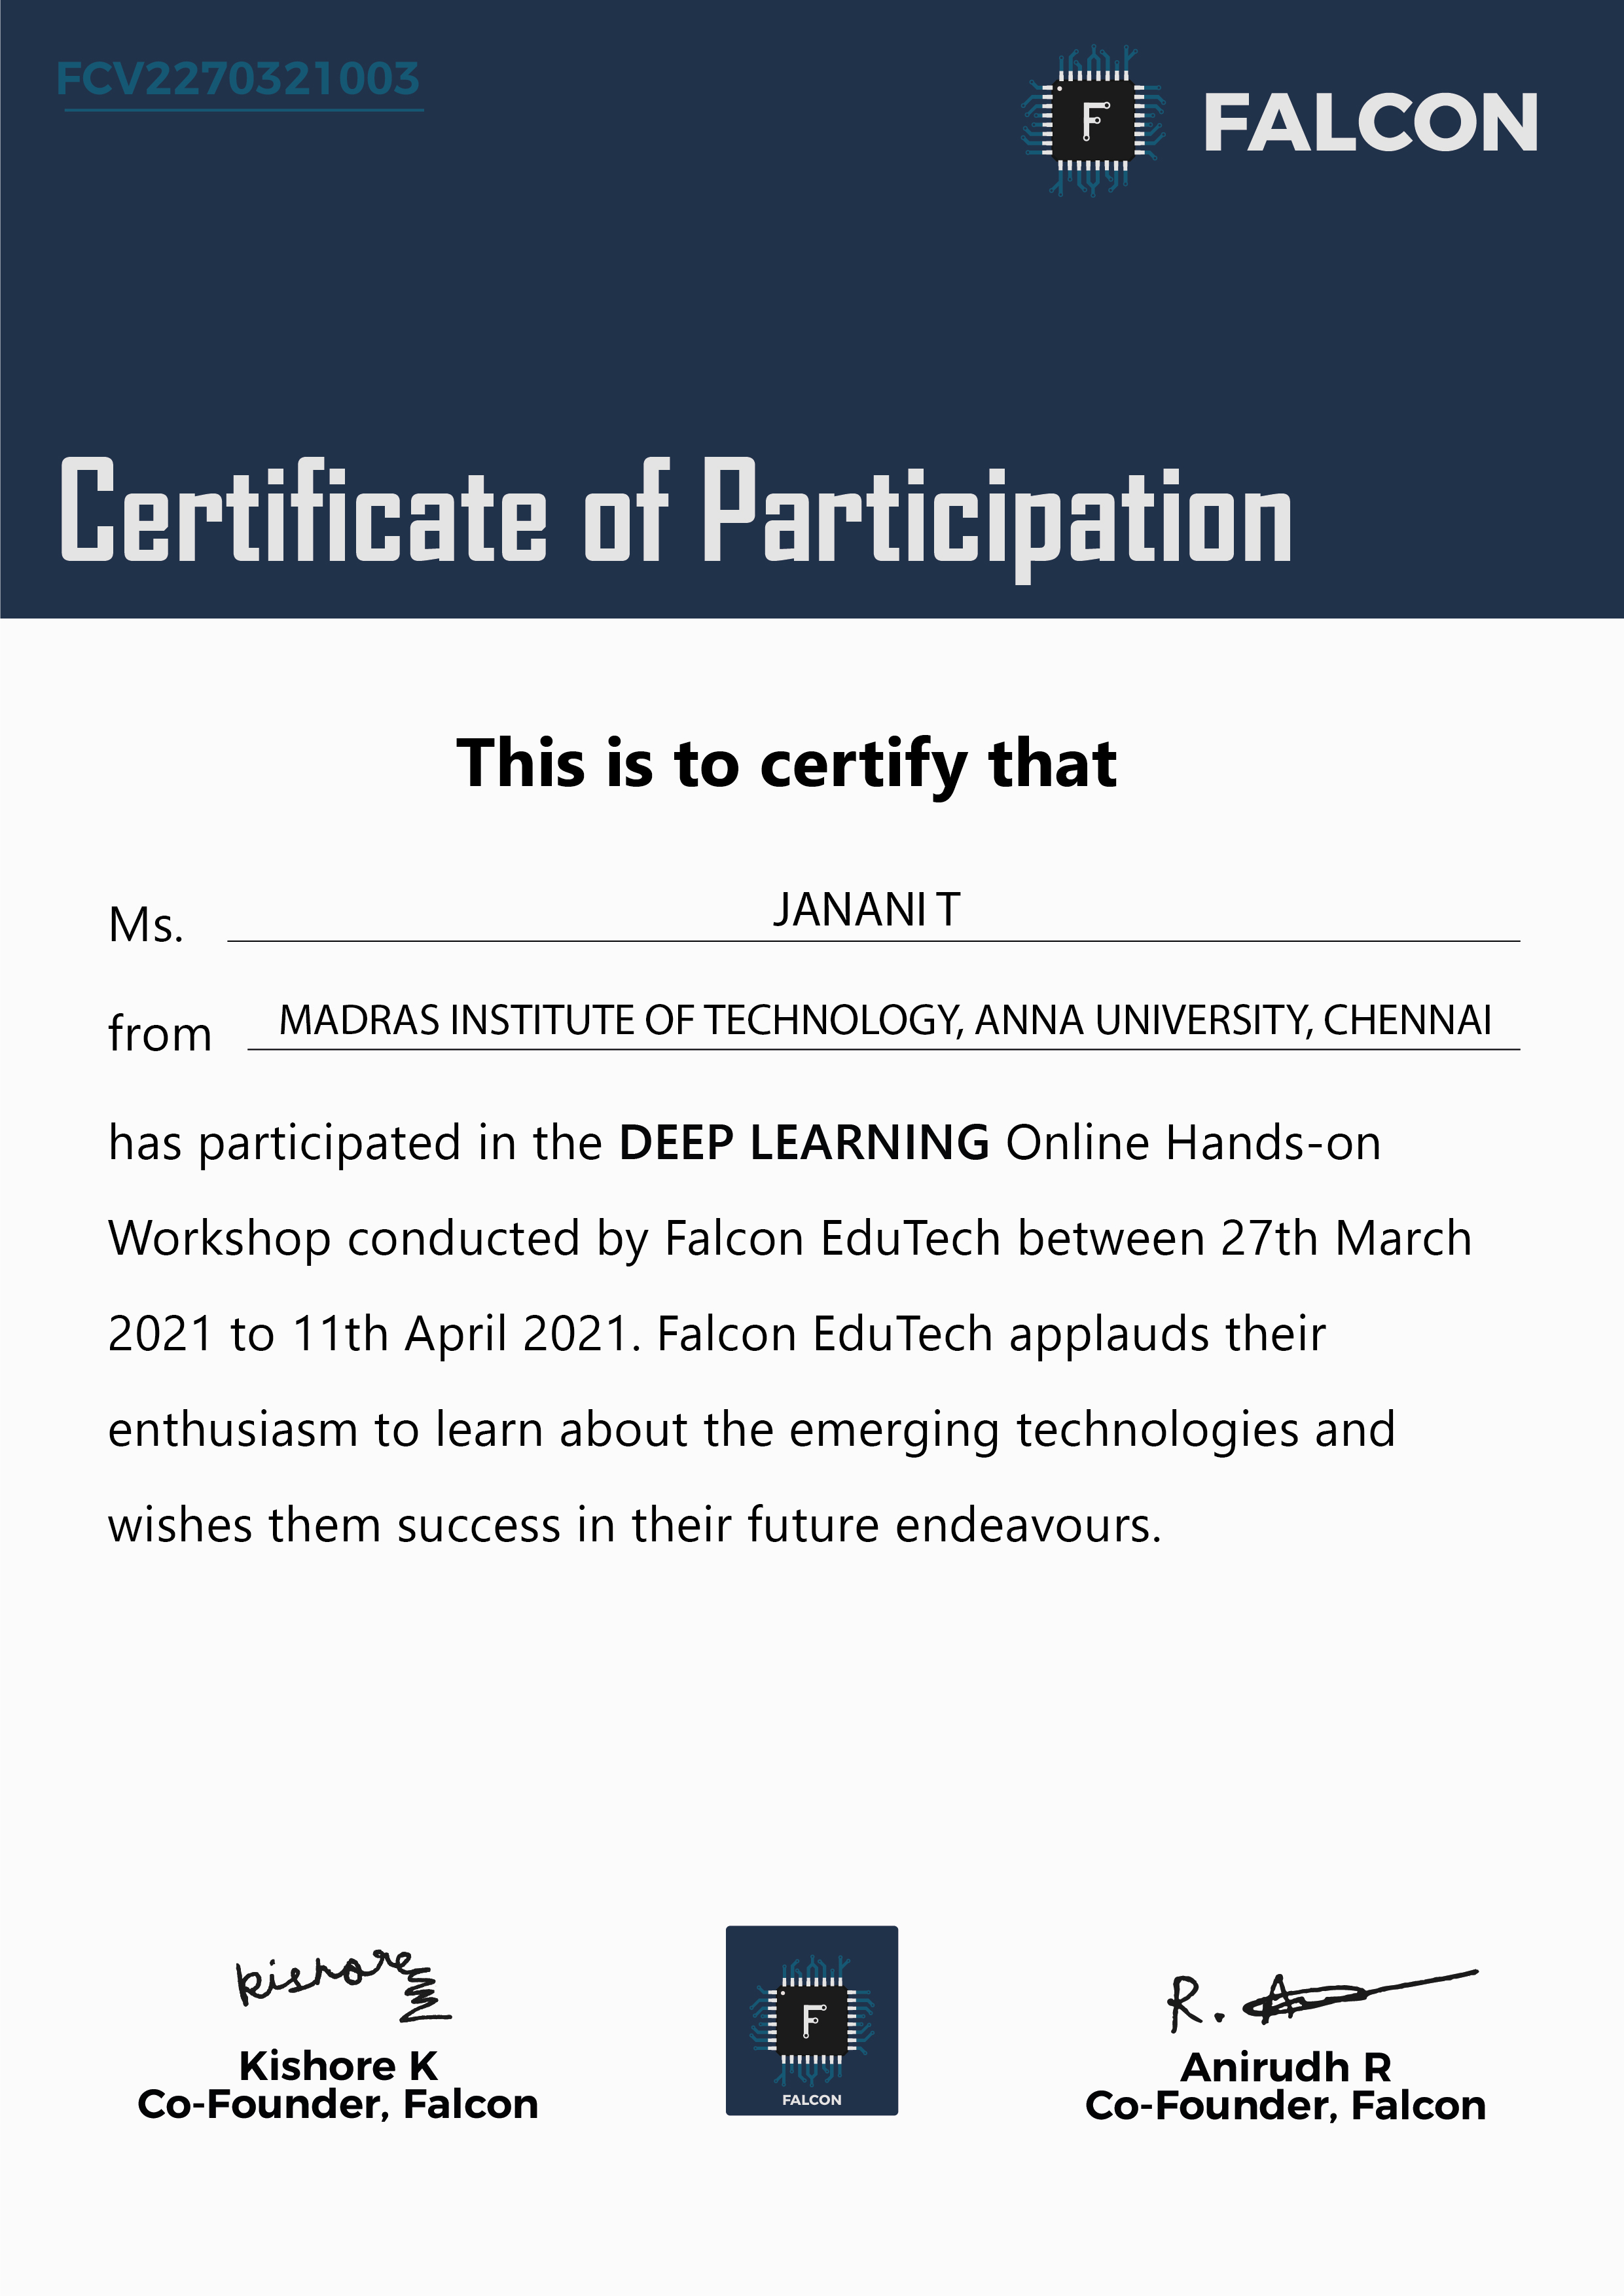 FCV2270321003
F
FALCON
Certificate of Participation
This is to certify that
Ms. JANANI T
from MADRAS INSTITUTE OF TECHNOLOGY, ANNA UNIVERSITY, CHENNAI
has participated in the DEEP LEARNING Online Hands-on
Workshop conducted by Falcon EduTech between 27th March
2021 to 11th April 2021. Falcon EduTech applauds their
enthusiasm to learn about the emerging technologies and
wishes them success in their future endeavours.
kishore
Kishore K
Co-Founder, Falcon
F
FALCON
R. A
Anirudh R
Co-Founder, Falcon